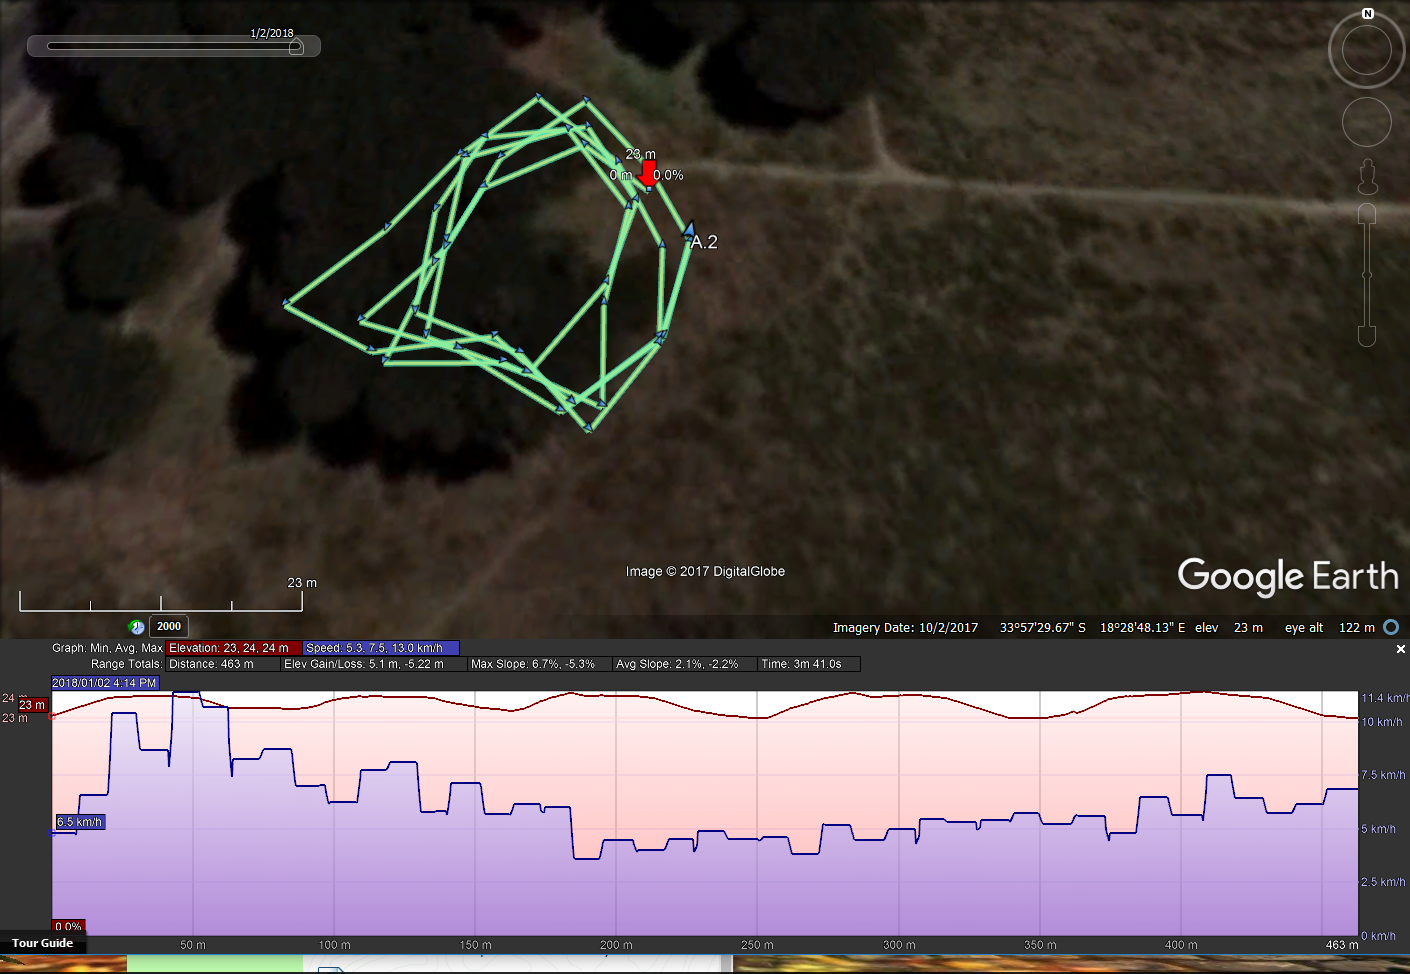 1/2/2018
N
23 m
0 m
0.0%
A.2
Image © 2017 DigitalGlobe
Google Earth
23 m
2000
Imagery Date: 10/2/2017 33°57'29.67" S 18°28'48.13" E elev 23 m eye alt 122 m
Graph: Min, Avg, Max Elevation: 23, 24, 24 m Speed: 5.3, 7.5, 13.0 km/h
Range Totals: Distance: 463 m Elev Gain/Loss: 5.1 m, -5.22 m Max Slope: 6.7%, -5.3% Avg Slope: 2.1%, -2.2% Time: 3m 41.0s
2018/01/02 4:14 PM
24 m
23 m
23 m
11.4 km/h
10 km/h
7.5 km/h
6.5 km/h
5 km/h
2.5 km/h
0.0%
0 km/h
Tour Guide
50 m 100 m 150 m 200 m 250 m 300 m 350 m 400 m 463 m